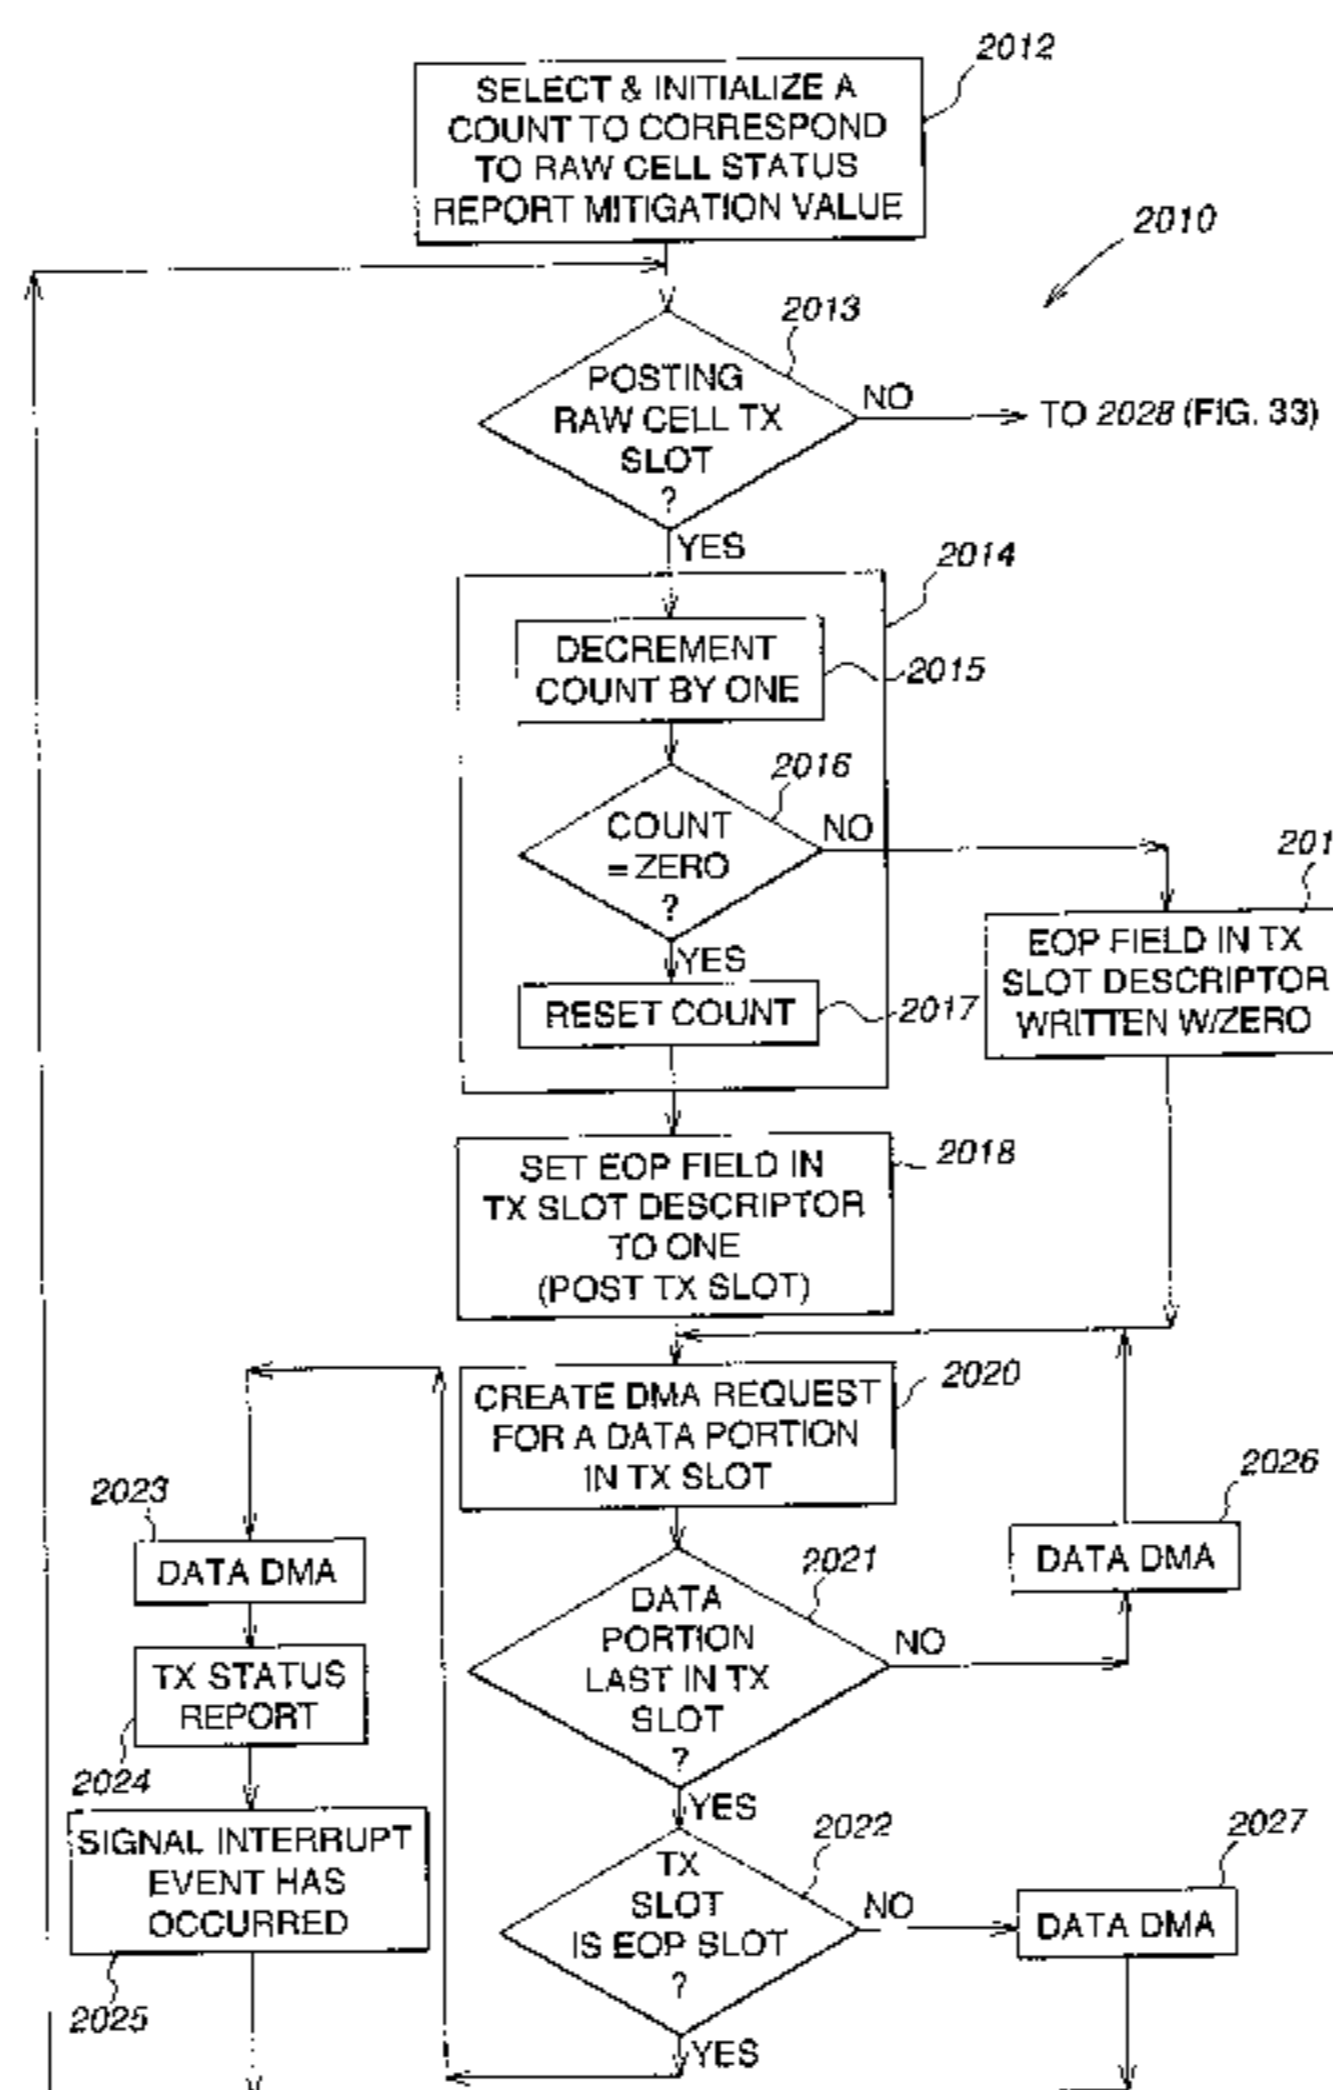 2012
SELECT & INITIALIZE A
COUNT TO CORRESPOND
TO RAW CELL STATUS
REPORT MITIGATION VALUE
2010
2013
POSTING
RAW CELL TX
SLOT
?
NO
TO 2028 (FIG. 33)
YES
2014
DECREMENT
COUNT BY ONE
2015
2016
COUNT
= ZERO
?
NO
YES
RESET COUNT
2017
201
EOP FIELD IN TX
SLOT DESCRIPTOR
WRITTEN W/ZERO
SET EOP FIELD IN
TX SLOT DESCRIPTOR
TO ONE
(POST TX SLOT)
2018
CREATE DMA REQUEST
FOR A DATA PORTION
IN TX SLOT
2020
2023
DATA DMA
2026
DATA DMA
2021
DATA
PORTION
LAST IN TX
SLOT
?
NO
TX STATUS
REPORT
2024
YES
SIGNAL INTERRUPT
EVENT HAS
OCCURRED
2025
2022
TX
SLOT
IS EOP SLOT
?
NO
2027
DATA DMA
YES